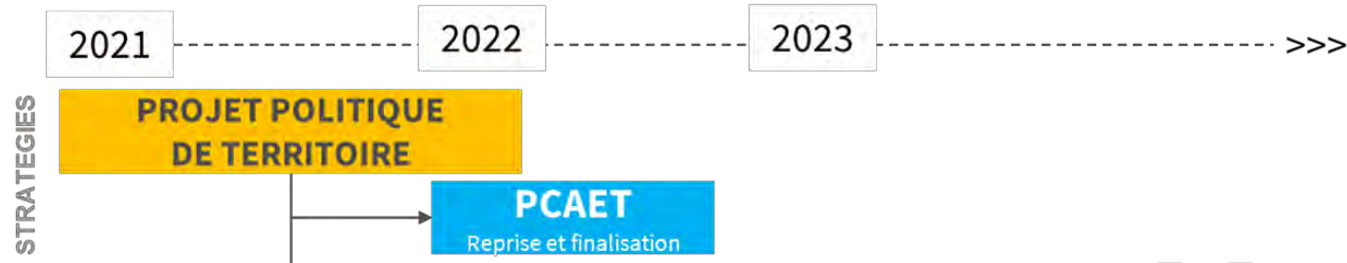 2021
2022
2023
>>>
STRATEGIES
PROJET POLITIQUE
DE TERRITOIRE
PCAET
Reprise et finalisation